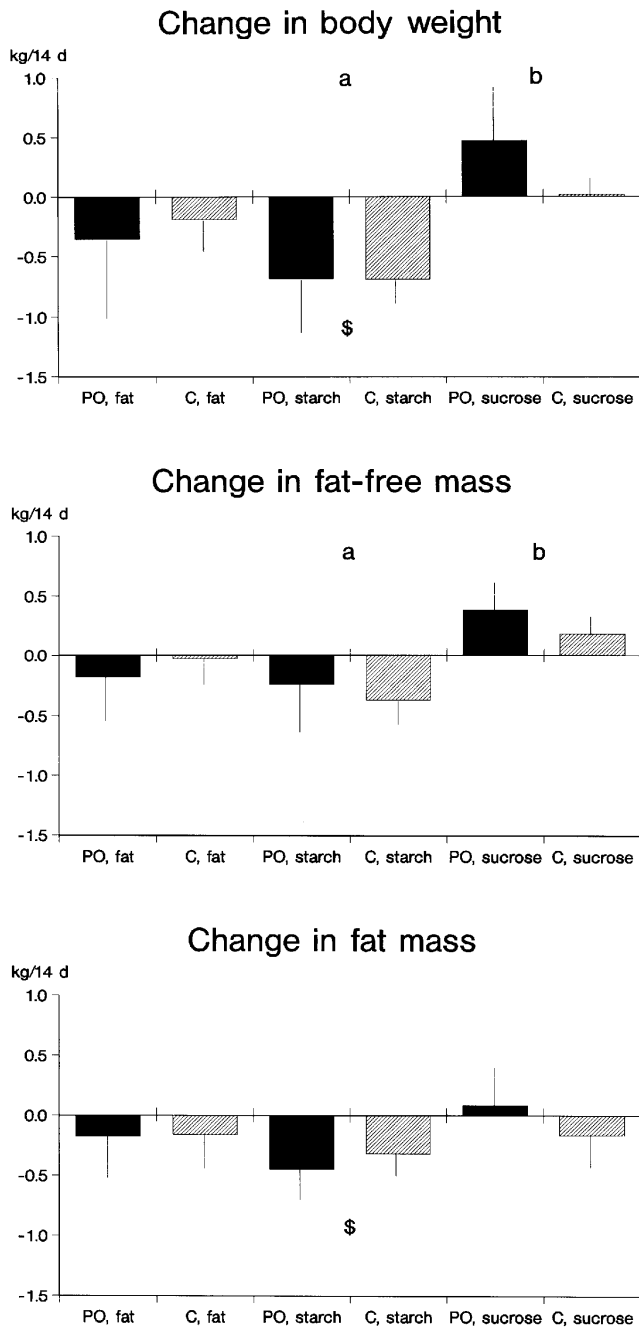 Change in body weight
kg/14 d
a b
1.0
0.5
0.0
-0.5
-1.0
$
-1.5
PO, fat C, fat PO, starch C, starch PO, sucrose C, sucrose
Change in fat-free mass
kg/14 d
1.0
a b
0.5
0.0
-0.5
-1.0
-1.5
PO, fat C, fat PO, starch C, starch PO, sucrose C, sucrose
Change in fat mass
kg/14 d
1.0
0.5
0.0
-0.5
-1.0
$
-1.5
PO, fat C, fat PO, starch C, starch PO, sucrose C, sucrose